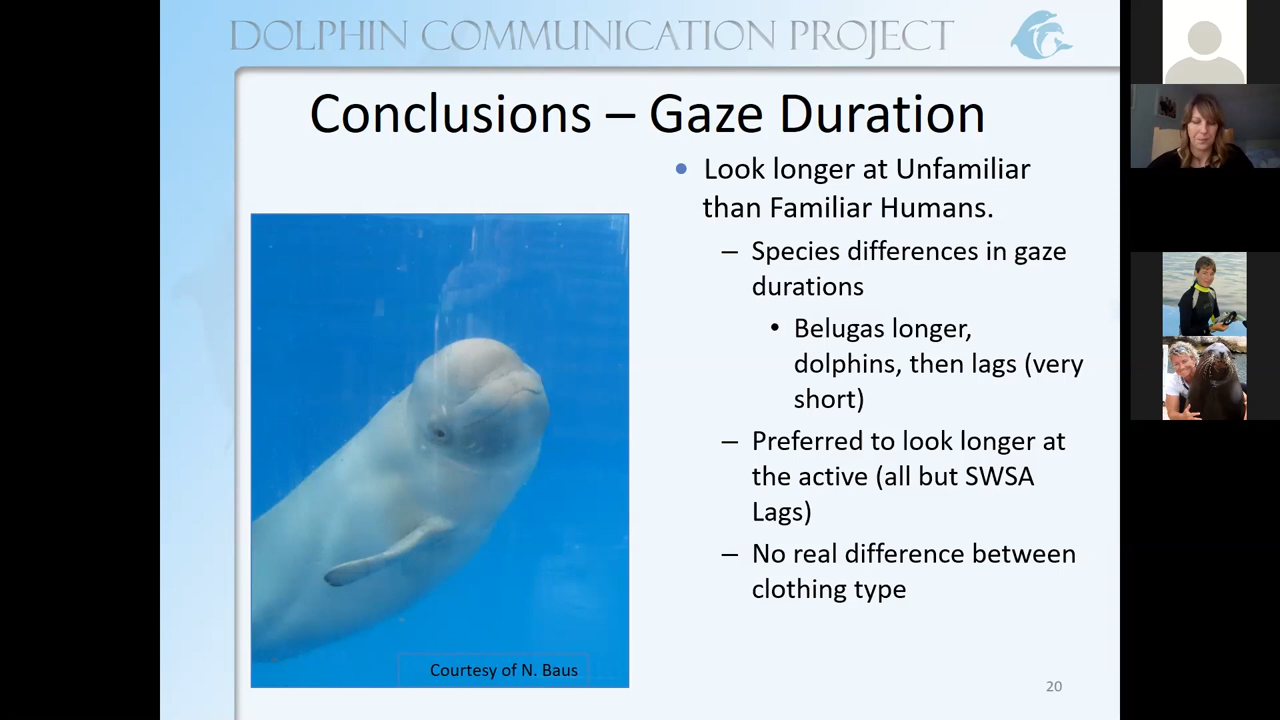 DOLPHIN COMMUNICATION PROJECT
Conclusions – Gaze Duration
• Look longer at Unfamiliar
than Familiar Humans.
– Species differences in gaze
durations
• Belugas longer,
dolphins, then lags (very
short)
– Preferred to look longer at
the active (all but SWSA
Lags)
– No real difference between
clothing type
Courtesy of N. Baus
20